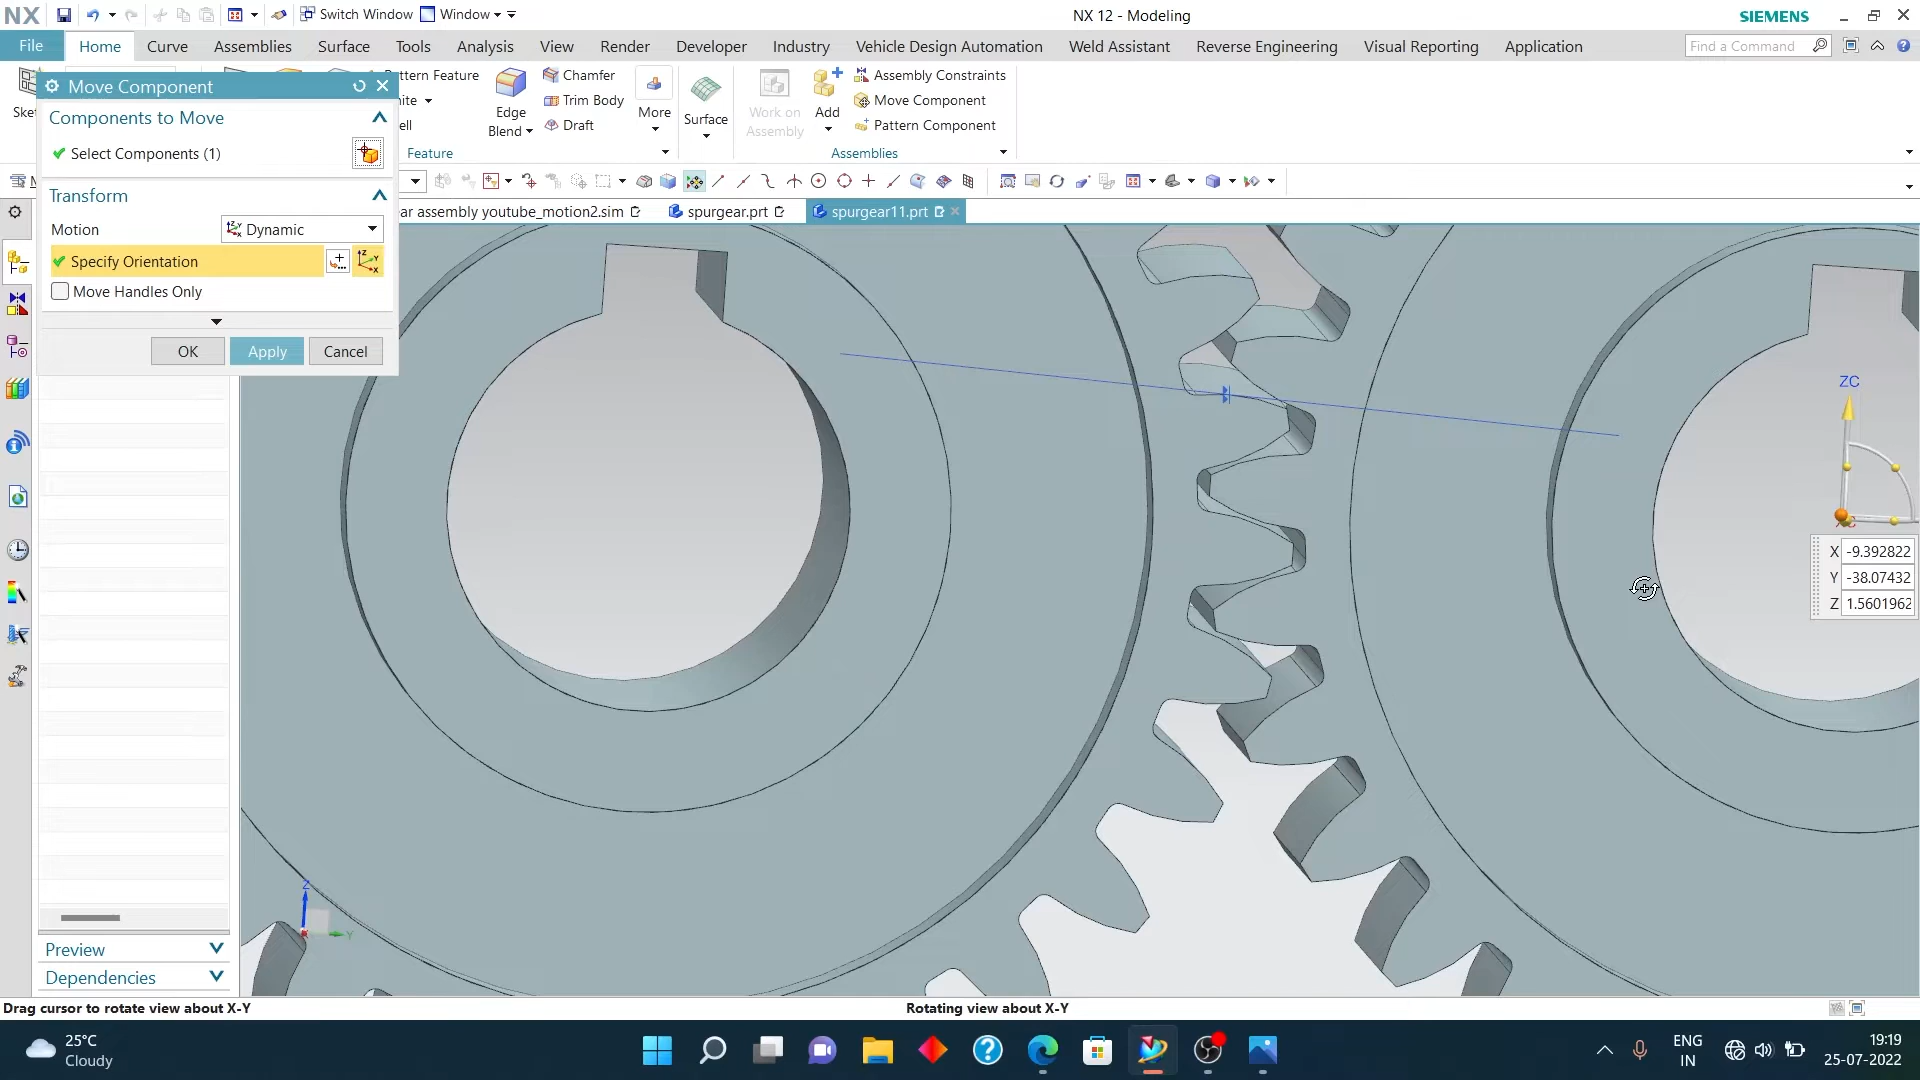 NX
Switch Window
Window
NX 12 - Modeling
SIEMENS
File
Home
Curve
Assemblies
Surface
Tools
Analysis
View
Render
Developer
Industry
Vehicle Design Automation
Weld Assistant
Reverse Engineering
Visual Reporting
Application
Find a Command
Move Component
Components to Move
Select Components (1)
Transform
Motion
Dynamic
Specify Orientation
Move Handles Only
OK
Apply
Cancel
Pattern Feature
Edge
Blend
Chamfer
Trim Body
Draft
More
Surface
Feature
Work on
Assembly
Add
Assembly Constraints
Move Component
Pattern Component
Assemblies
ar assembly youtube_motion2.sim
spurgear.prt
spurgear11.prt
ZC
X -9.392822
Y -38.07432
Z 1.5601962
Z
Y
Preview
Dependencies
Drag cursor to rotate view about X-Y
Rotating view about X-Y
25°C
Cloudy
ENG
IN
19:19
25-07-2022